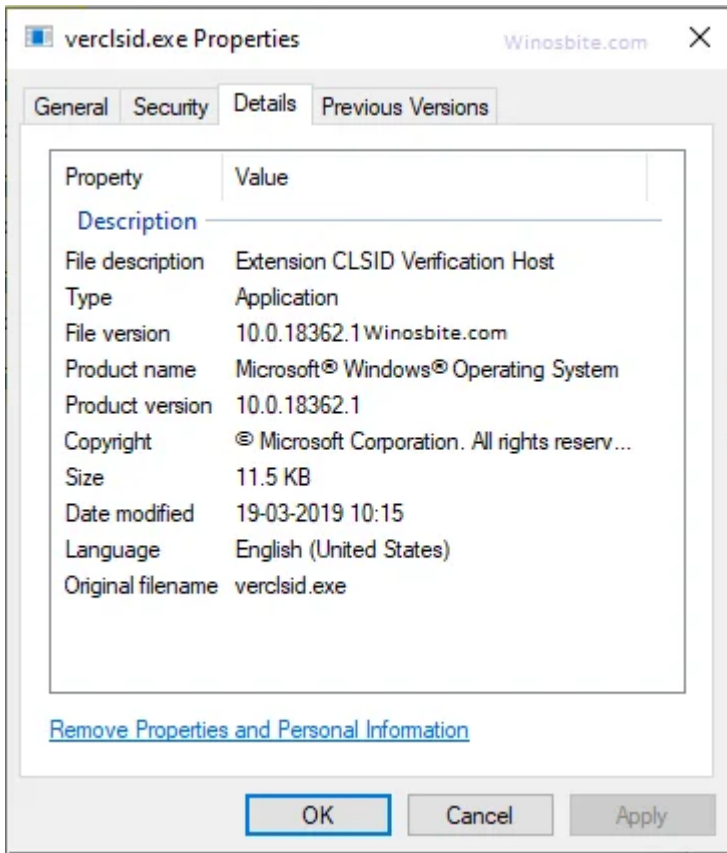 verclsid.exe Properties Winosbite.com
General Security Details Previous Versions
Property Value
Description
File description Extension CLSID Verification Host
Type Application
File version 10.0.18362.1 Winosbite.com
Product name Microsoft® Windows® Operating System
Product version 10.0.18362.1
Copyright © Microsoft Corporation. All rights reserv...
Size 11.5 KB
Date modified 19-03-2019 10:15
Language English (United States)
Original filename verclsid.exe
Remove Properties and Personal Information
OK Cancel Apply